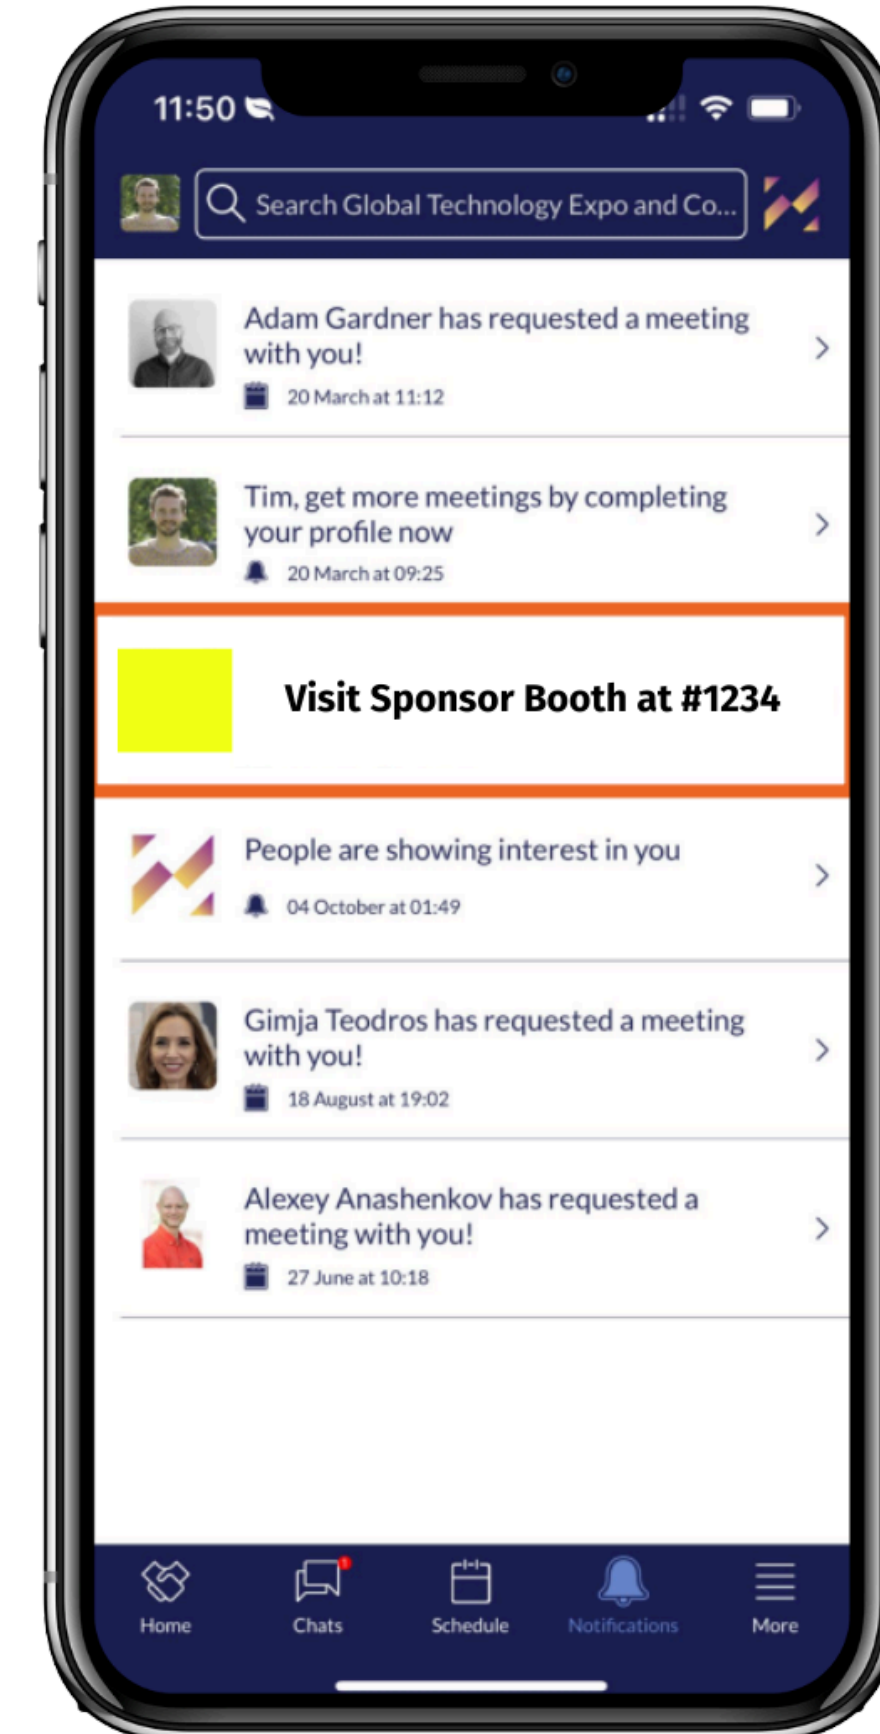 11:50
Search Global Technology Expo and Co...
Adam Gardner has requested a meeting
with you!
20 March at 11:12
Tim, get more meetings by completing
your profile now
20 March at 09:25
Visit Sponsor Booth at #1234
People are showing interest in you
04 October at 01:49
Gimja Teodros has requested a meeting
with you!
18 August at 19:02
Alexey Anashenkov has requested a
meeting with you!
27 June at 10:18
1
Home Chats Schedule Notifications More